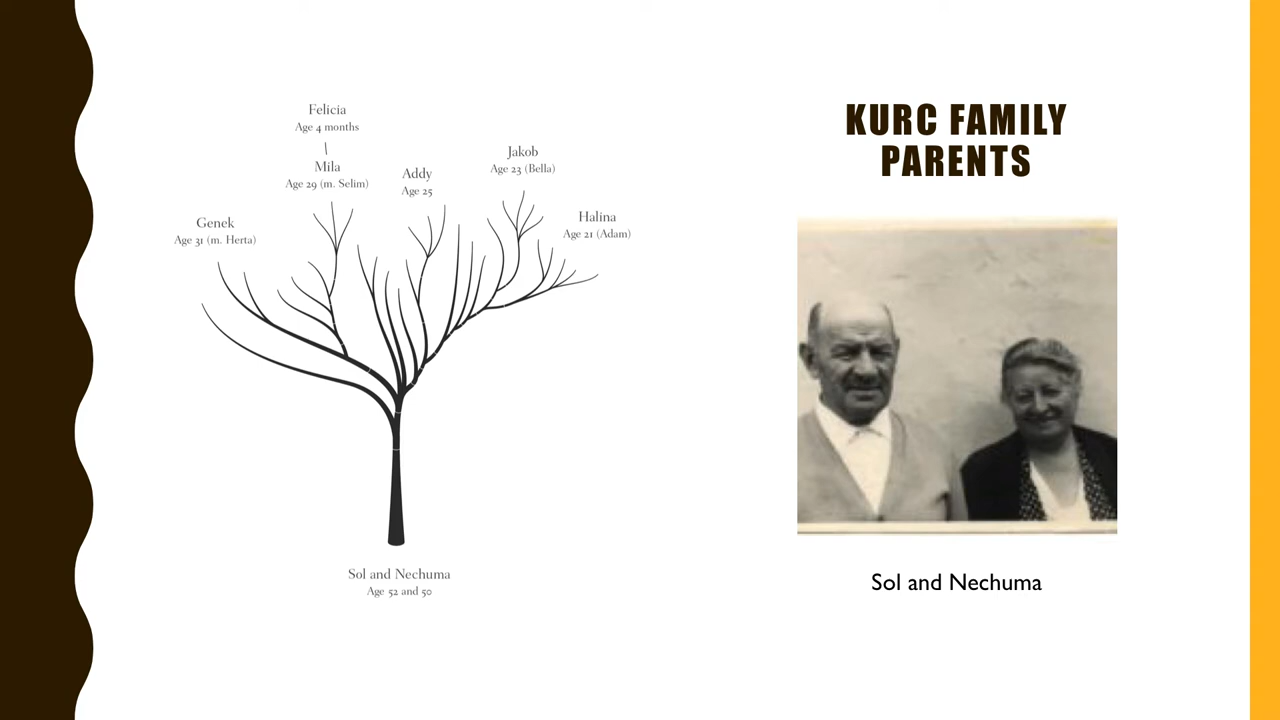 Felicia
Age 4 months
Mila
Age 29 (m. Selim)
Addy
Age 25
Jakob
Age 23 (Bella)
Genek
Age 31 (m. Herta)
Halina
Age 21 (Adam)
Sol and Nechuma
Age 52 and 50
KURC FAMILY
PARENTS
Sol and Nechuma